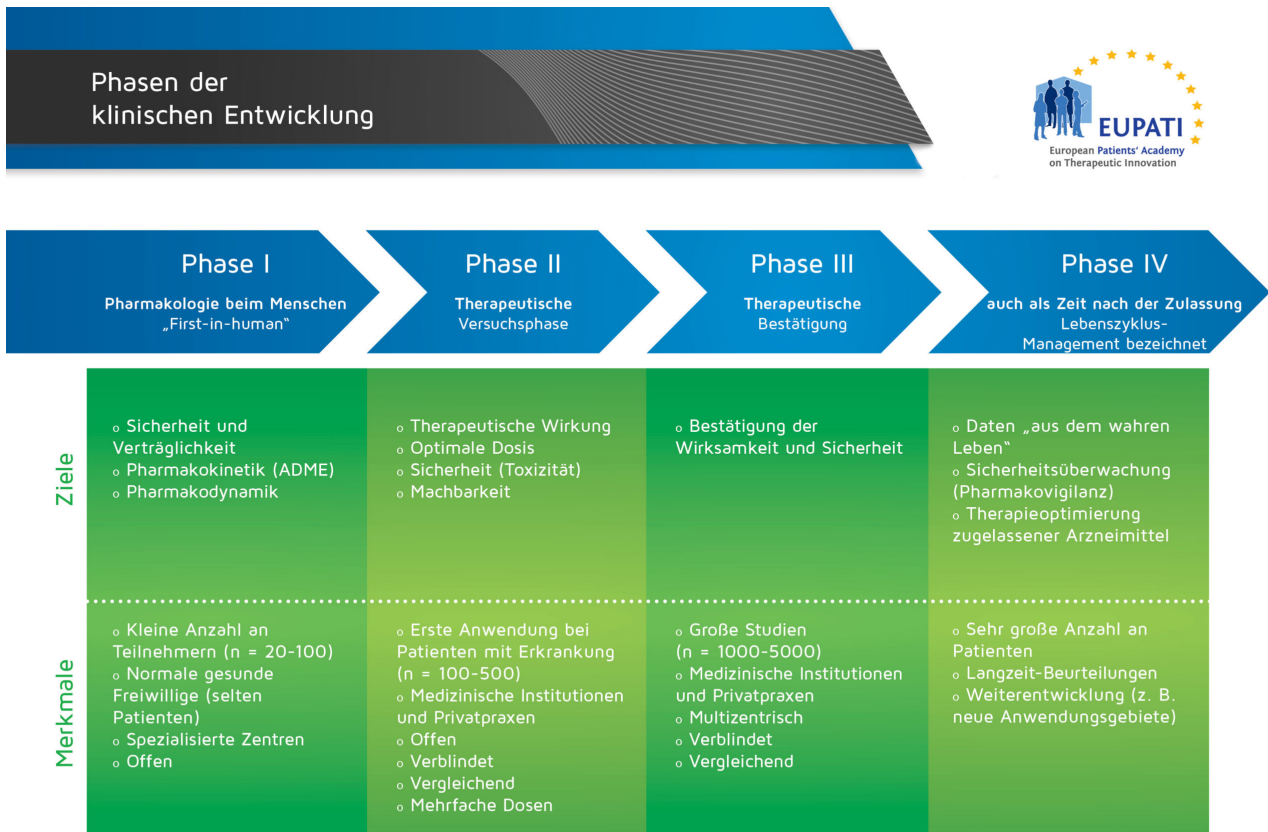 Phasen der
klinischen Entwicklung
EUPATI
European Patients' Academy
on Therapeutic Innovation
Phase I
Pharmakologie beim Menschen
„First-in-human“
Phase II
Therapeutische
Versuchsphase
Phase III
Therapeutische
Bestätigung
Phase IV
auch als Zeit nach der Zulassung
Lebenszyklus-
Management bezeichnet
Ziele
o Sicherheit und
Verträglichkeit
o Pharmakokinetik (ADME)
o Pharmakodynamik
o Therapeutische Wirkung
o Optimale Dosis
o Sicherheit (Toxizität)
o Machbarkeit
o Bestätigung der
Wirksamkeit und Sicherheit
o Daten „aus dem wahren
Leben“
o Sicherheitsüberwachung
(Pharmakovigilanz)
o Therapieoptimierung
zugelassener Arzneimittel
Merkmale
o Kleine Anzahl an
Teilnehmern (n = 20-100)
o Normale gesunde
Freiwillige (selten
Patienten)
o Spezialisierte Zentren
o Offen
o Erste Anwendung bei
Patienten mit Erkrankung
(n = 100-500)
o Medizinische Institutionen
und Privatpraxen
o Offen
o Verblindet
o Vergleichend
o Mehrfache Dosen
o Große Studien
(n = 1000-5000)
o Medizinische Institutionen
und Privatpraxen
o Multizentrisch
o Verblindet
o Vergleichend
o Sehr große Anzahl an
Patienten
o Langzeit-Beurteilungen
o Weiterentwicklung (z. B.
neue Anwendungsgebiete)